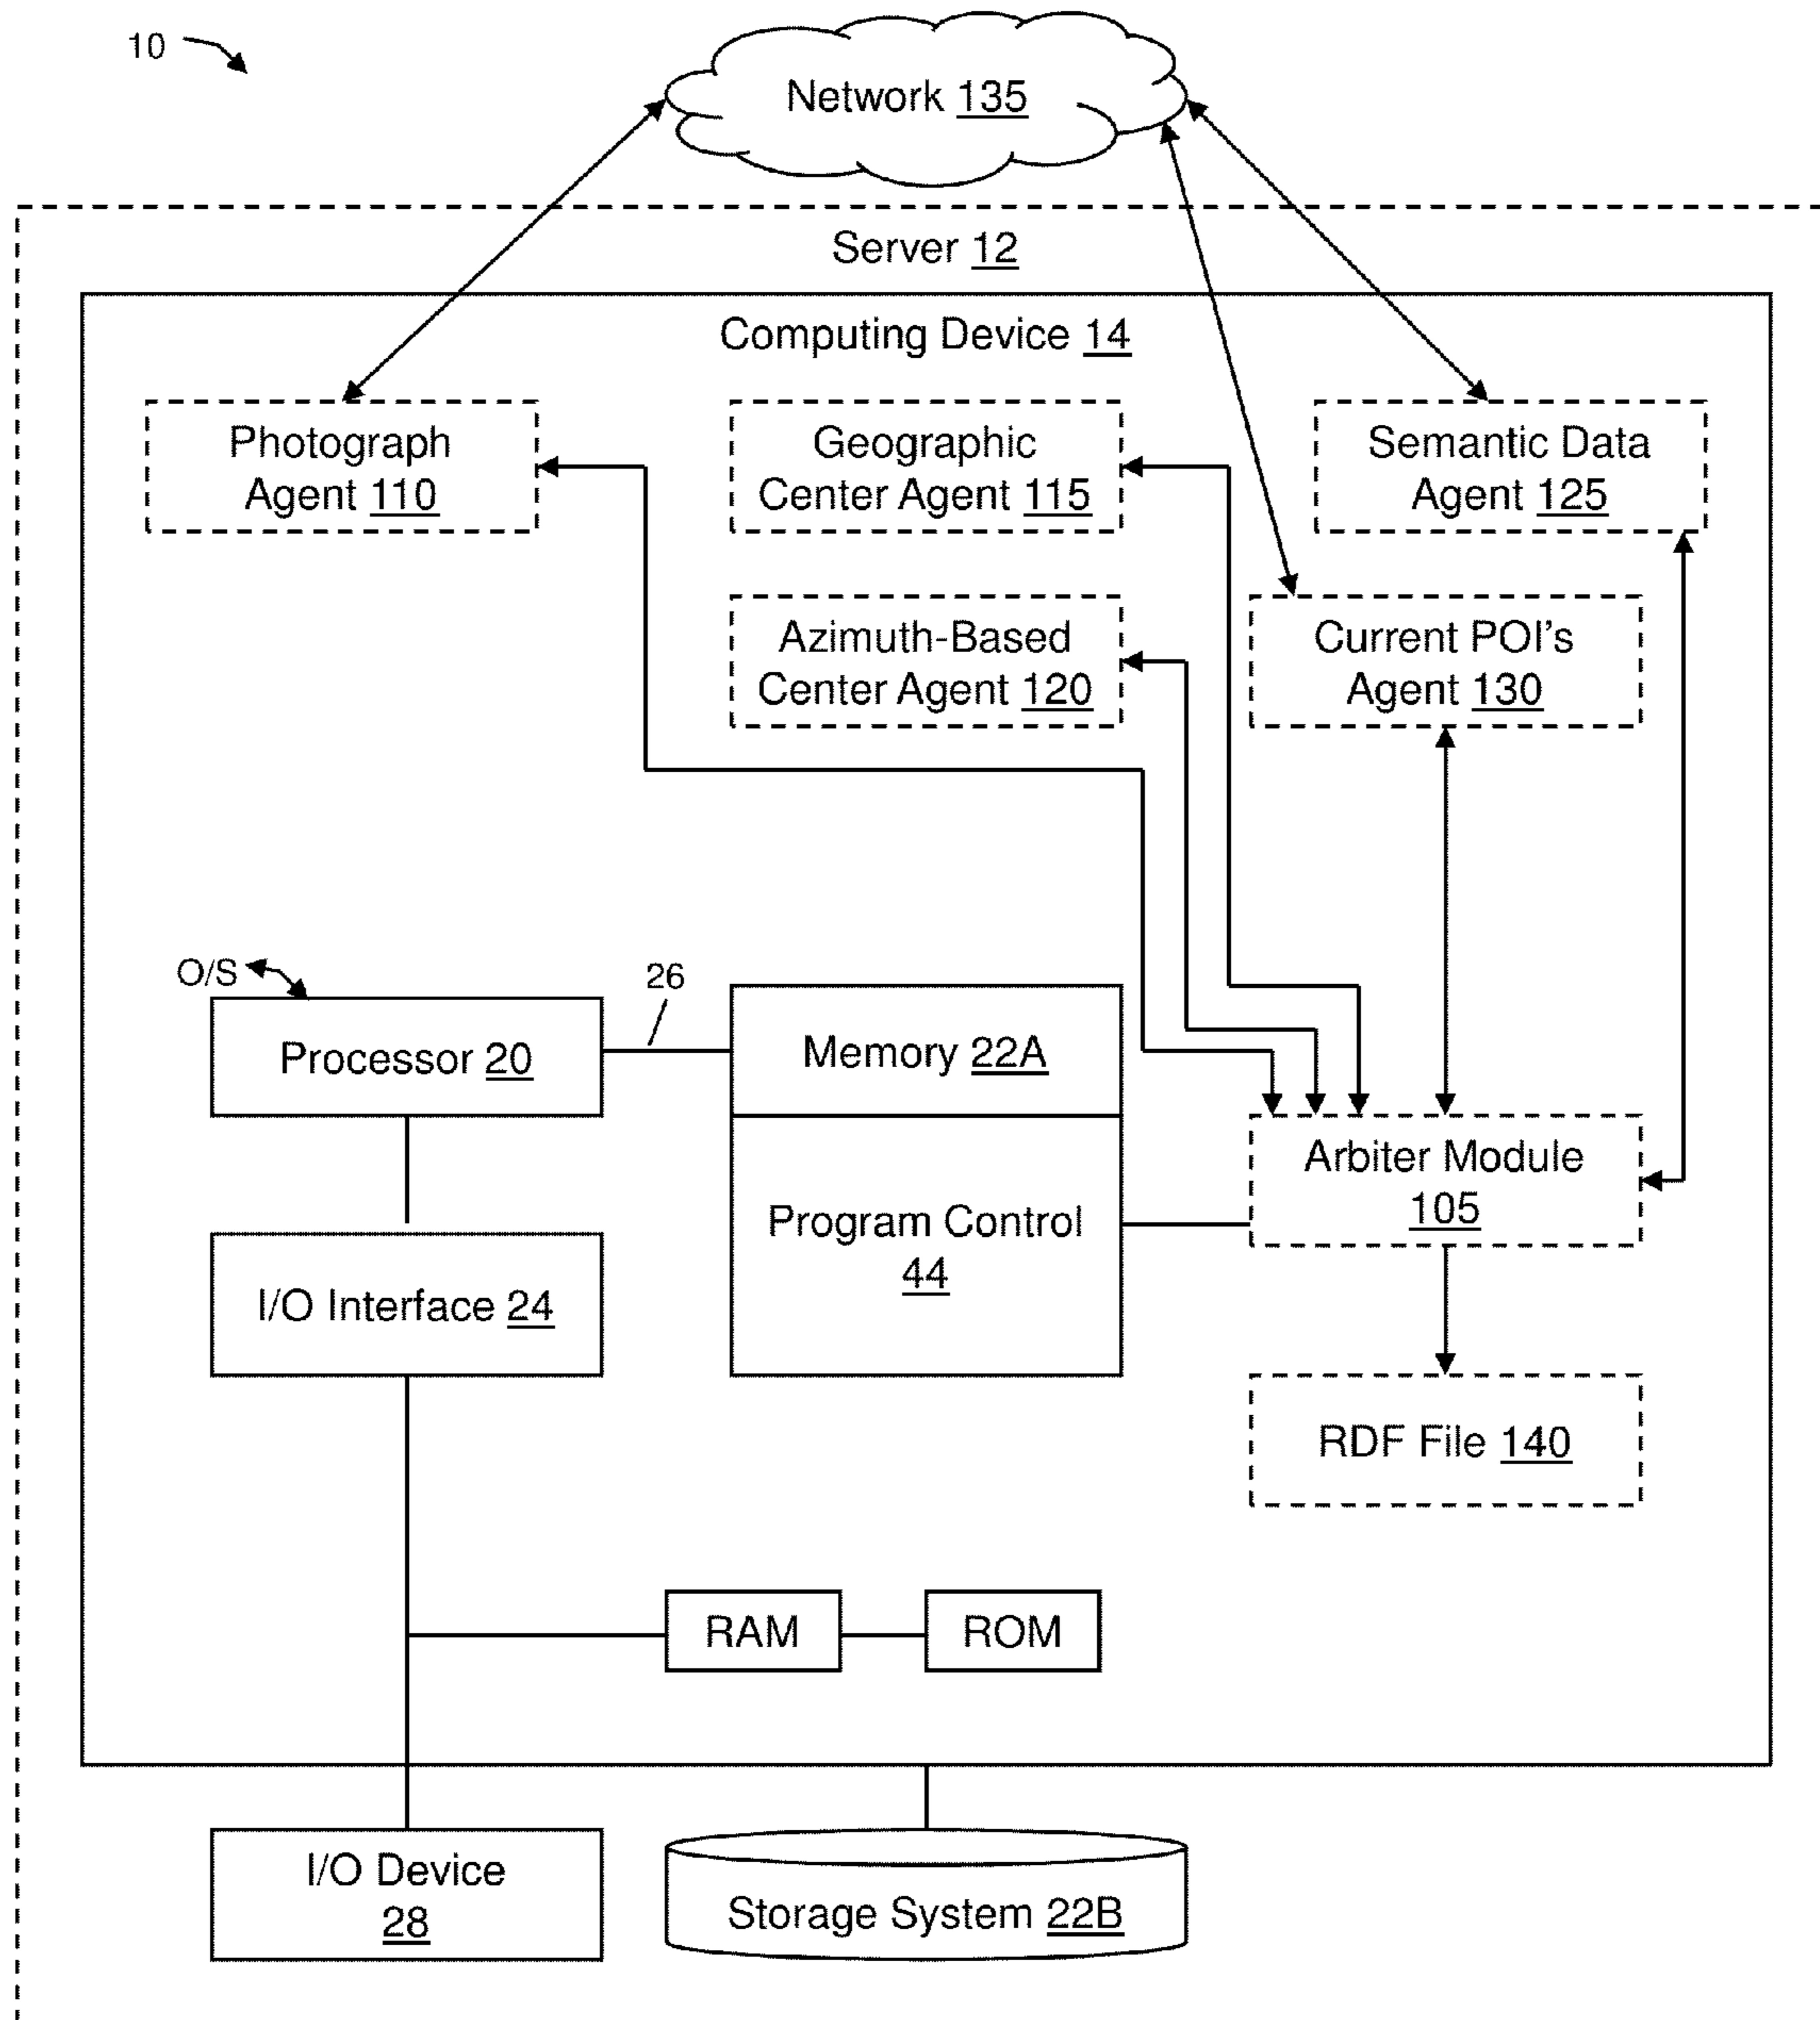 10
Network 135
Server 12
Computing Device 14
Photograph
Agent 110
Geographic
Center Agent 115
Semantic Data
Agent 125
Azimuth-Based
Center Agent 120
Current POI's
Agent 130
O/S
26
Processor 20
Memory 22A
Arbiter Module
105
Program Control
44
I/O Interface 24
RDF File 140
RAM
ROM
I/O Device
28
Storage System 22B